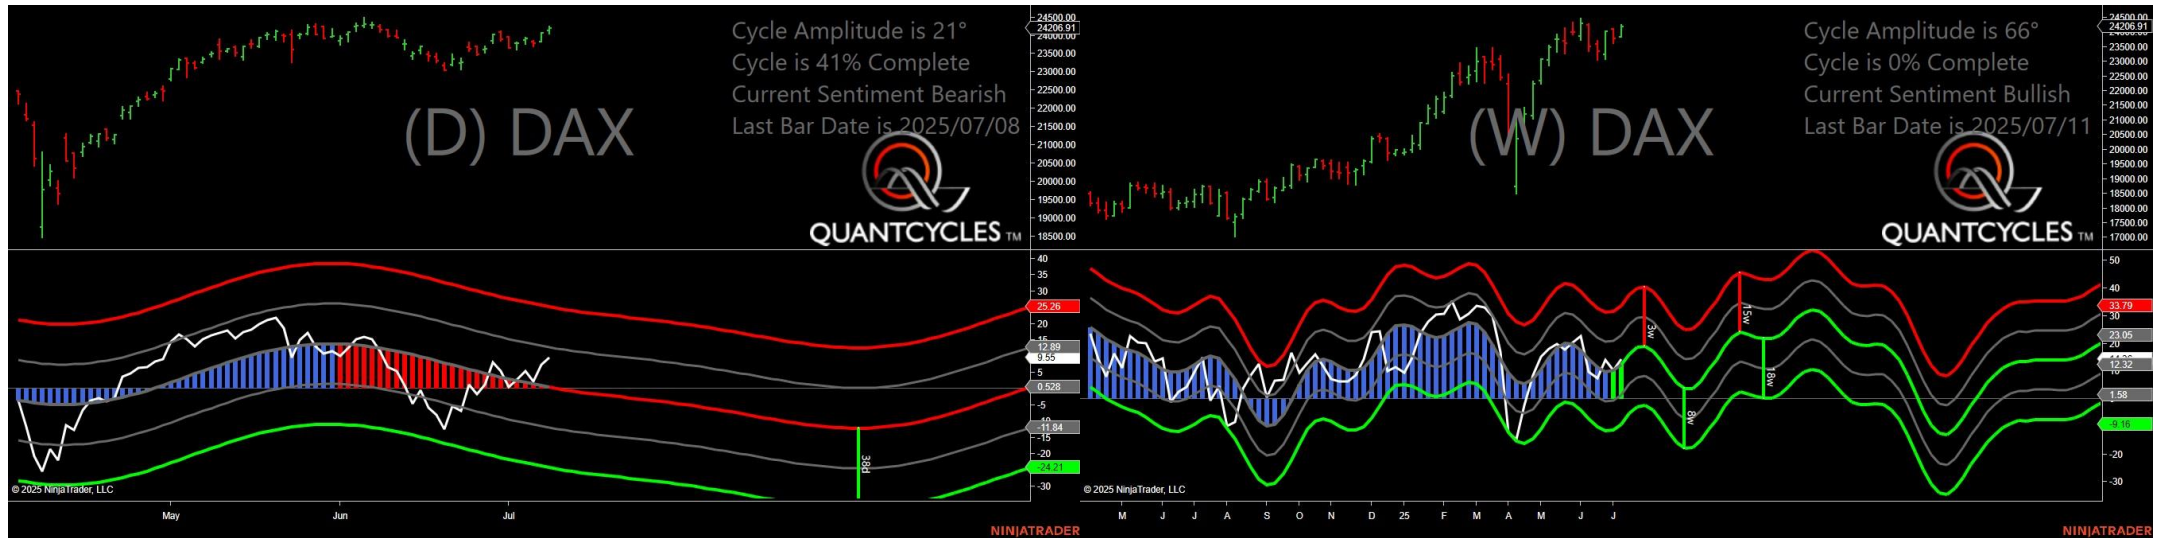 Cycle Amplitude is 21°
Cycle is 41% Complete
Current Sentiment Bearish
Last Bar Date is 2025/07/08
(D) DAX
QUANTCYCLES TM
24500.00
24206.91
24000.00
23500.00
23000.00
22500.00
22000.00
21500.00
21000.00
20500.00
20000.00
19500.00
19000.00
18500.00
40
35
30
25.26
20
15
12.89
9.55
5
0.528
-5
-11.84
-15
-20
-24.21
-30
38d
© 2025 NinjaTrader, LLC
May Jun Jul
NINJATRADER
Cycle Amplitude is 66°
Cycle is 0% Complete
Current Sentiment Bullish
Last Bar Date is 2025/07/11
(W) DAX
QUANTCYCLES TM
24500.00
24206.91
23500.00
23000.00
22500.00
22000.00
21500.00
21000.00
20500.00
20000.00
19500.00
19000.00
18500.00
18000.00
17500.00
17000.00
50
40
33.79
30
23.05
20
12.32
1.58
-9.16
-20
-30
3w
15w
18w
8w
© 2025 NinjaTrader, LLC
M J J A S O N D 25 F M A M J J
NINJATRADER